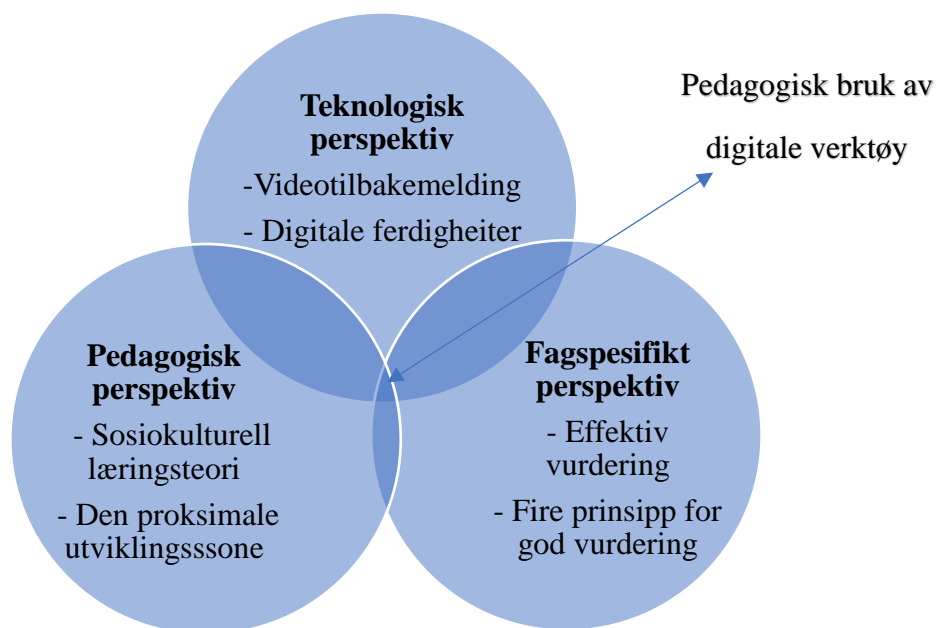 Teknologisk
perspektiv
-Videotilbakemelding
- Digitale ferdigheiter
Pedagogisk bruk av
digitale verktøy
Pedagogisk
perspektiv
- Sosiokulturell
læringsteori
- Den proksimale
utviklingsssone
Fagspesifikt
perspektiv
- Effektiv
vurdering
- Fire prinsipp for
god vurdering